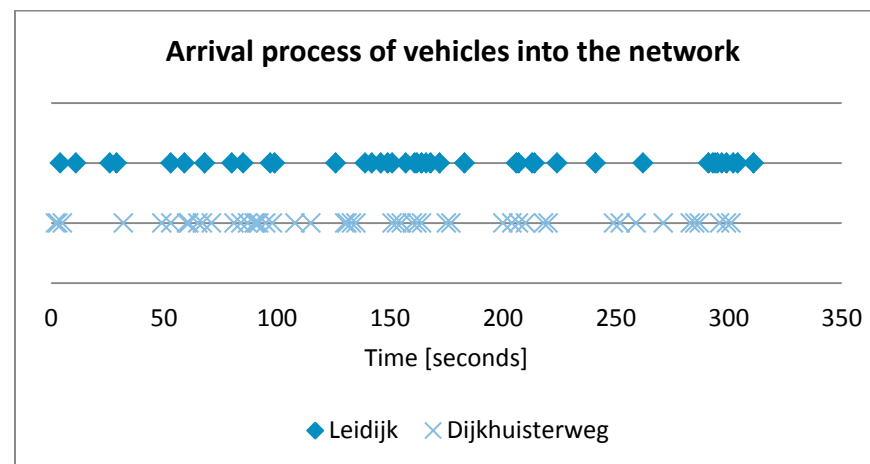 Arrival process of vehicles into the network
0 50 100 150 200 250 300 350
Time [seconds]
Leidijk Dijkhuisterweg